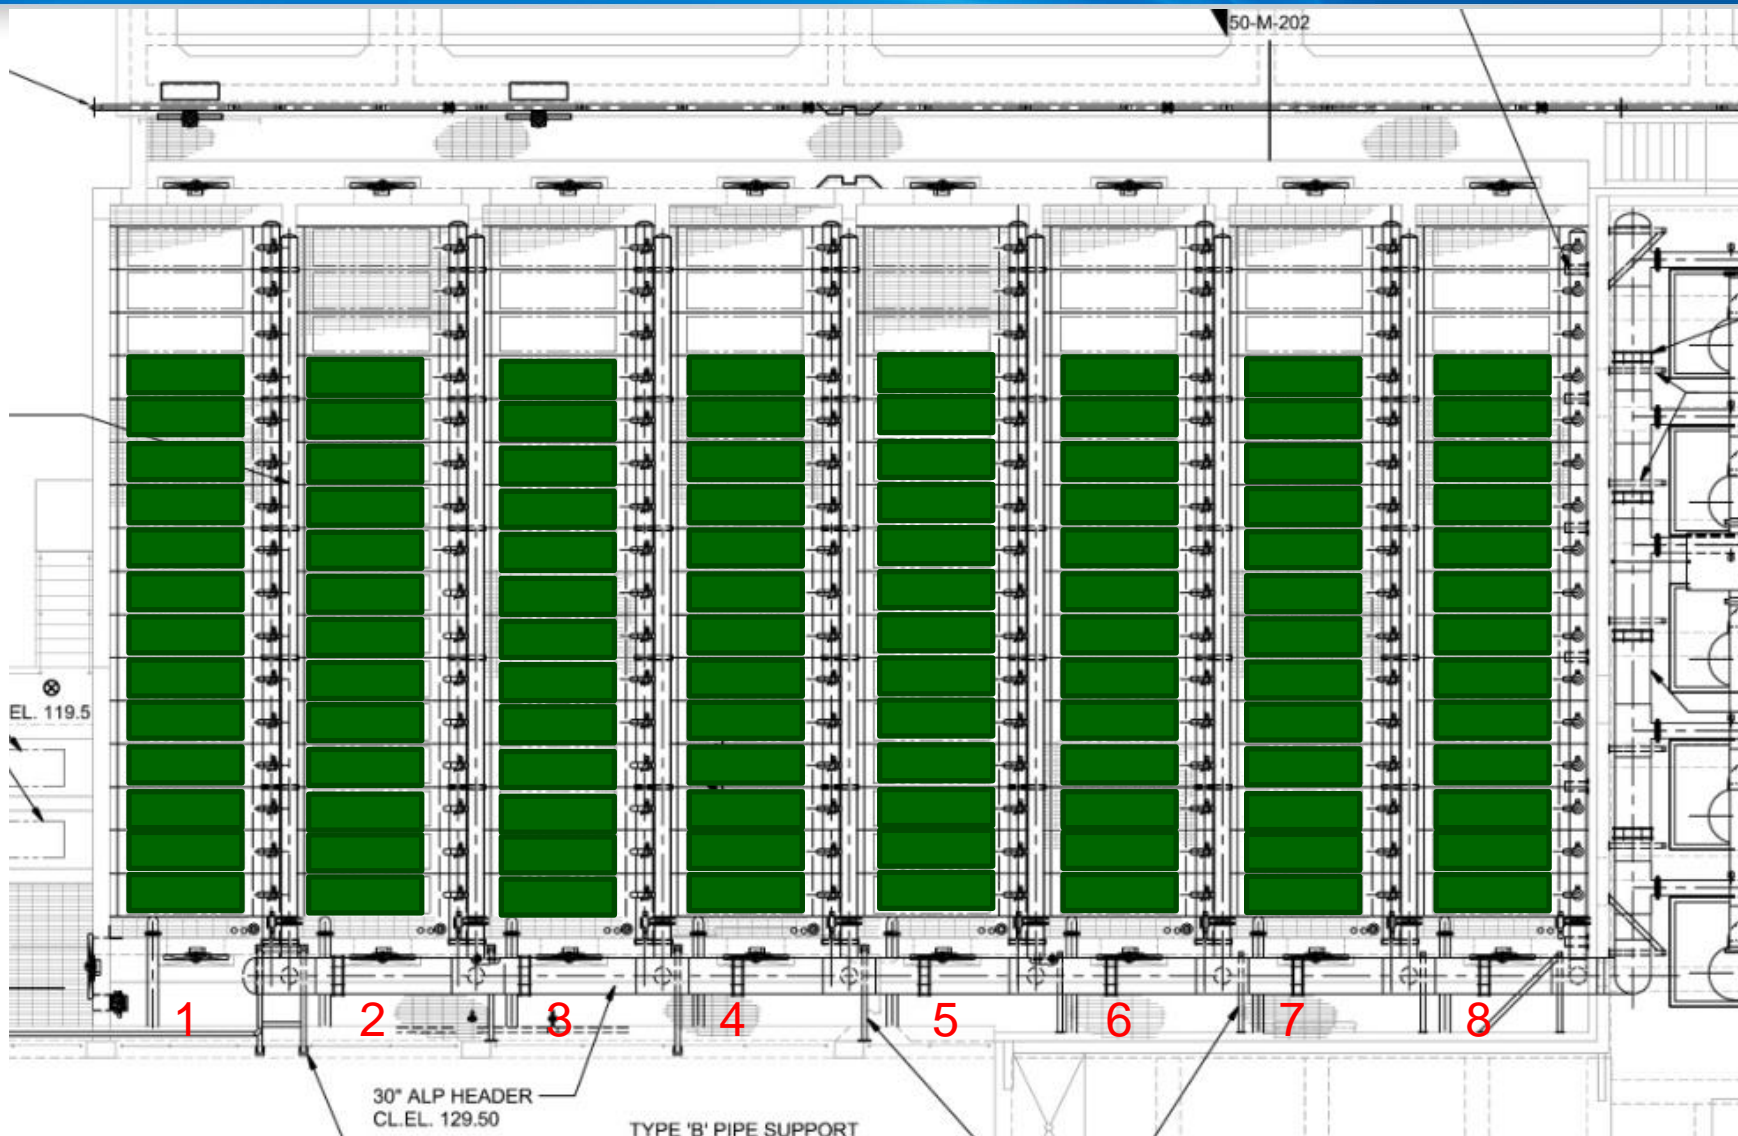 50-M-202
EL. 119.5
1 2 3 4 5 6 7 8
30" ALP HEADER
CL.EL. 129.50
TYPE 'B' PIPE SUPPORT